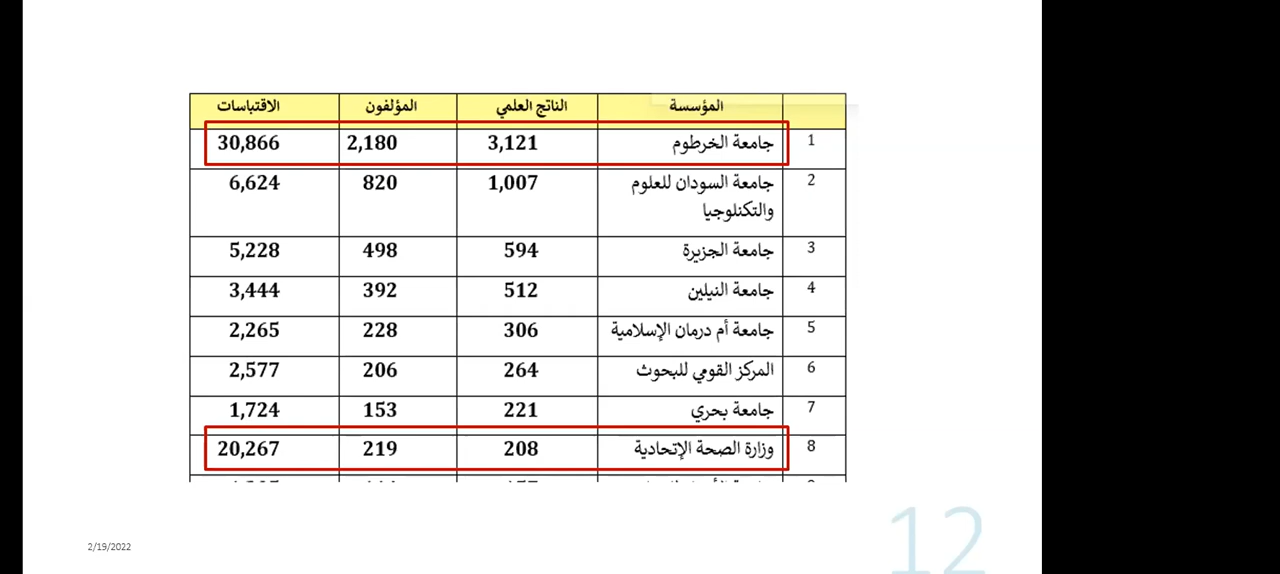 المؤسسة الناتج العلمي المؤلفون الاقتباسات
1 جامعة الخرطوم 3,121 2,180 30,866
2 جامعة السودان للعلوم 1,007 820 6,624
والتكنلوجيا
3 جامعة الجزيرة 594 498 5,228
4 جامعة النيلين 512 392 3,444
5 جامعة أم درمان الإسلامية 306 228 2,265
6 المركز القومي للبحوث 264 206 2,577
7 جامعة بحري 221 153 1,724
8 وزارة الصحة الإتحادية 208 219 20,267
2/19/2022
12